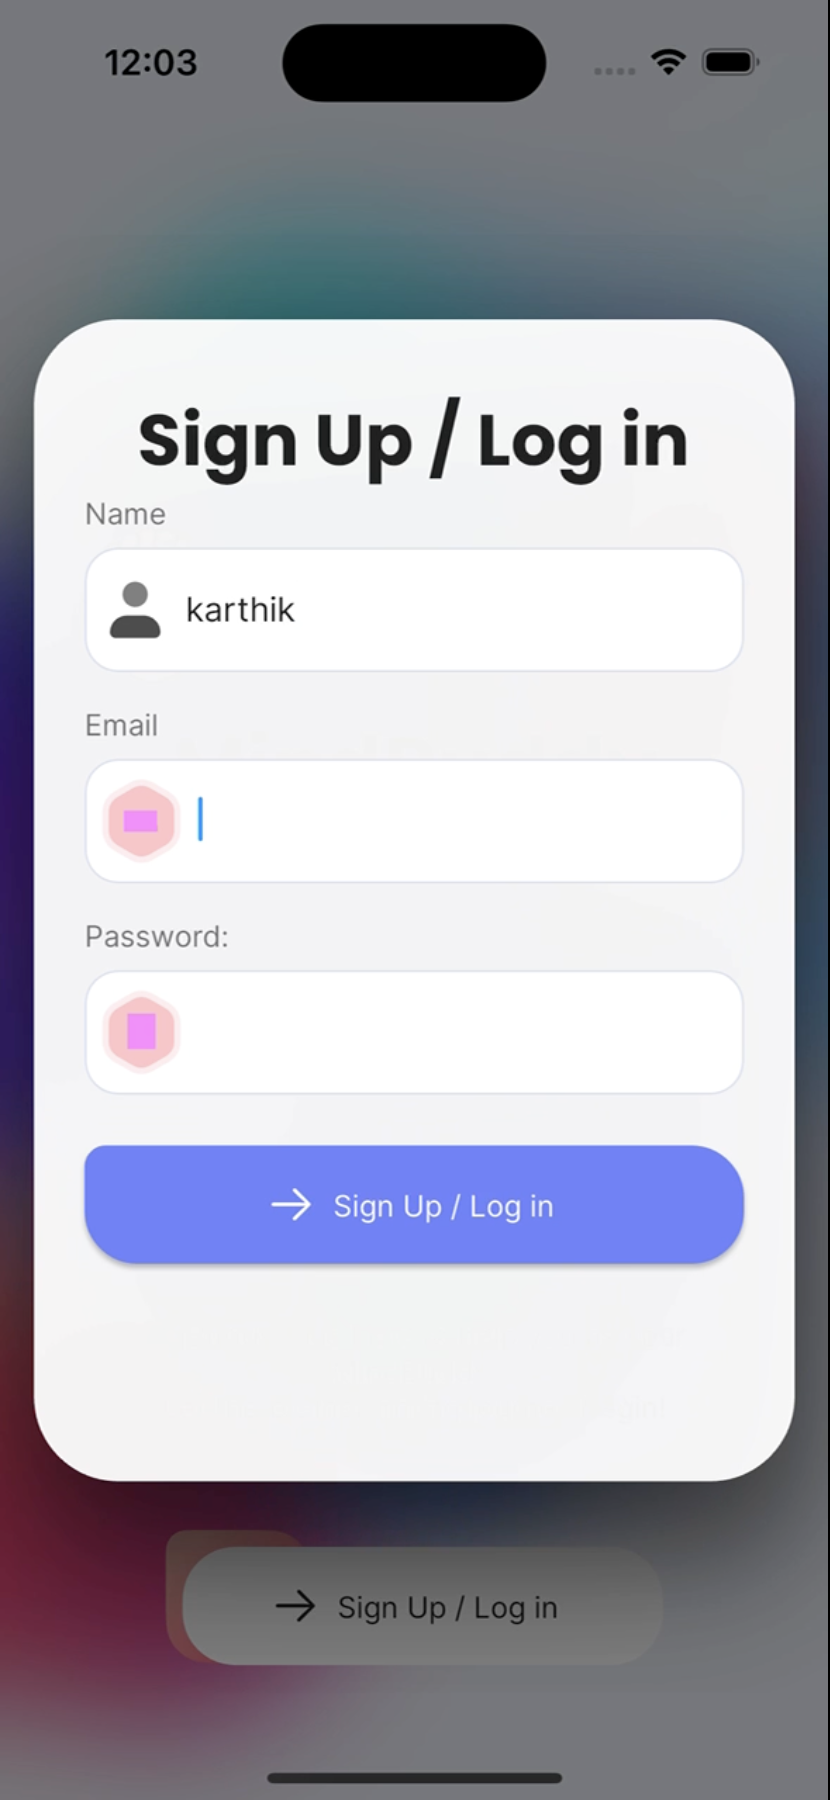 12:03
Sign Up / Log in
Name
karthik
Email
Password:
Sign Up / Log in
Sign Up / Log in